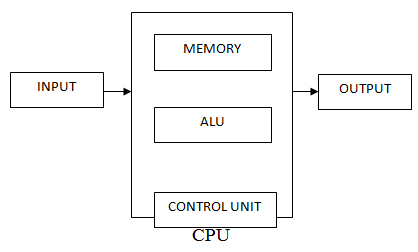 MEMORY
INPUT
OUTPUT
ALU
CONTROL UNIT
CPU